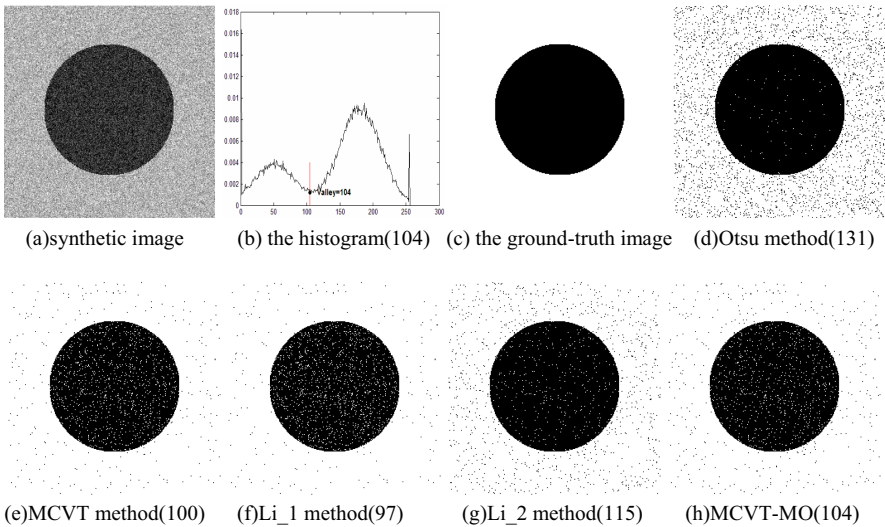 0.018
0.016
0.014
0.012
0.01
0.008
0.006
0.004
0.002
0
Valley=104
0 50 100 150 200 250 300
(a)synthetic image (b) the histogram(104) (c) the ground-truth image (d)Otsu method(131)
(e)MCVT method(100) (f)Li_1 method(97) (g)Li_2 method(115) (h)MCVT-MO(104)